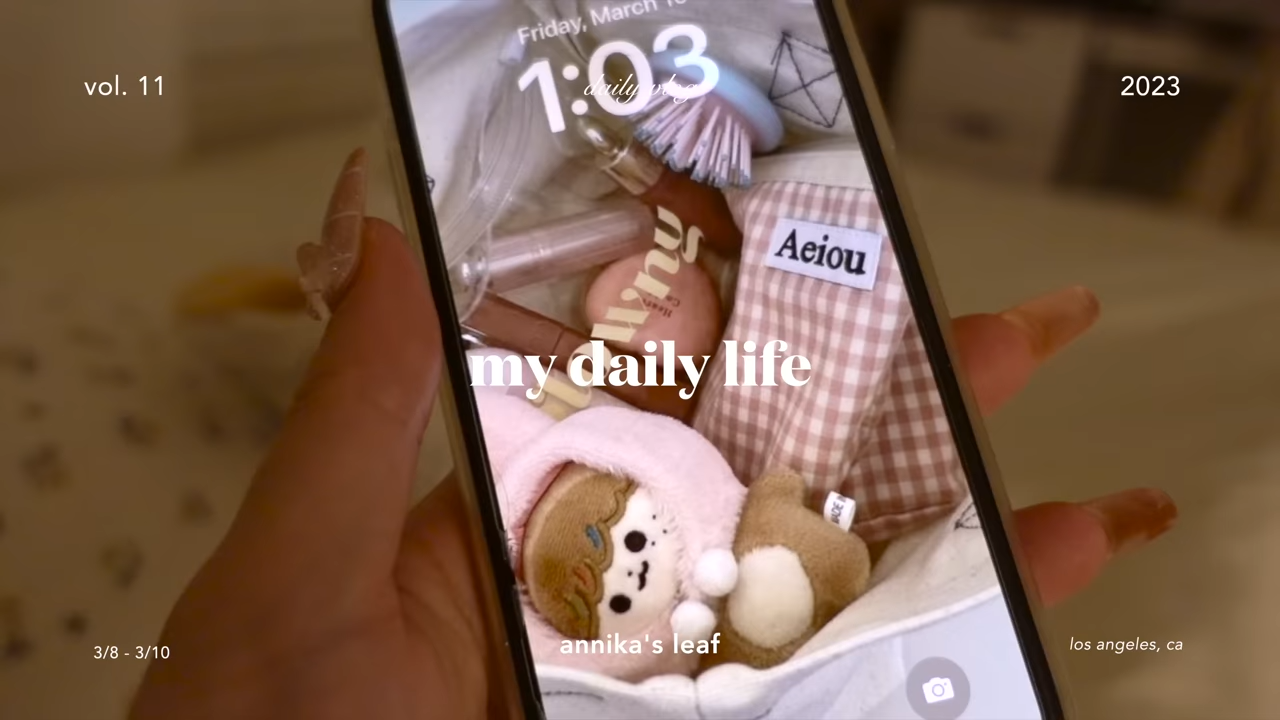 Friday, March 10
1:03
vol. 11
daily vlog
2023
Aeiou
my daily life
annika's leaf
3/8 - 3/10
los angeles, ca